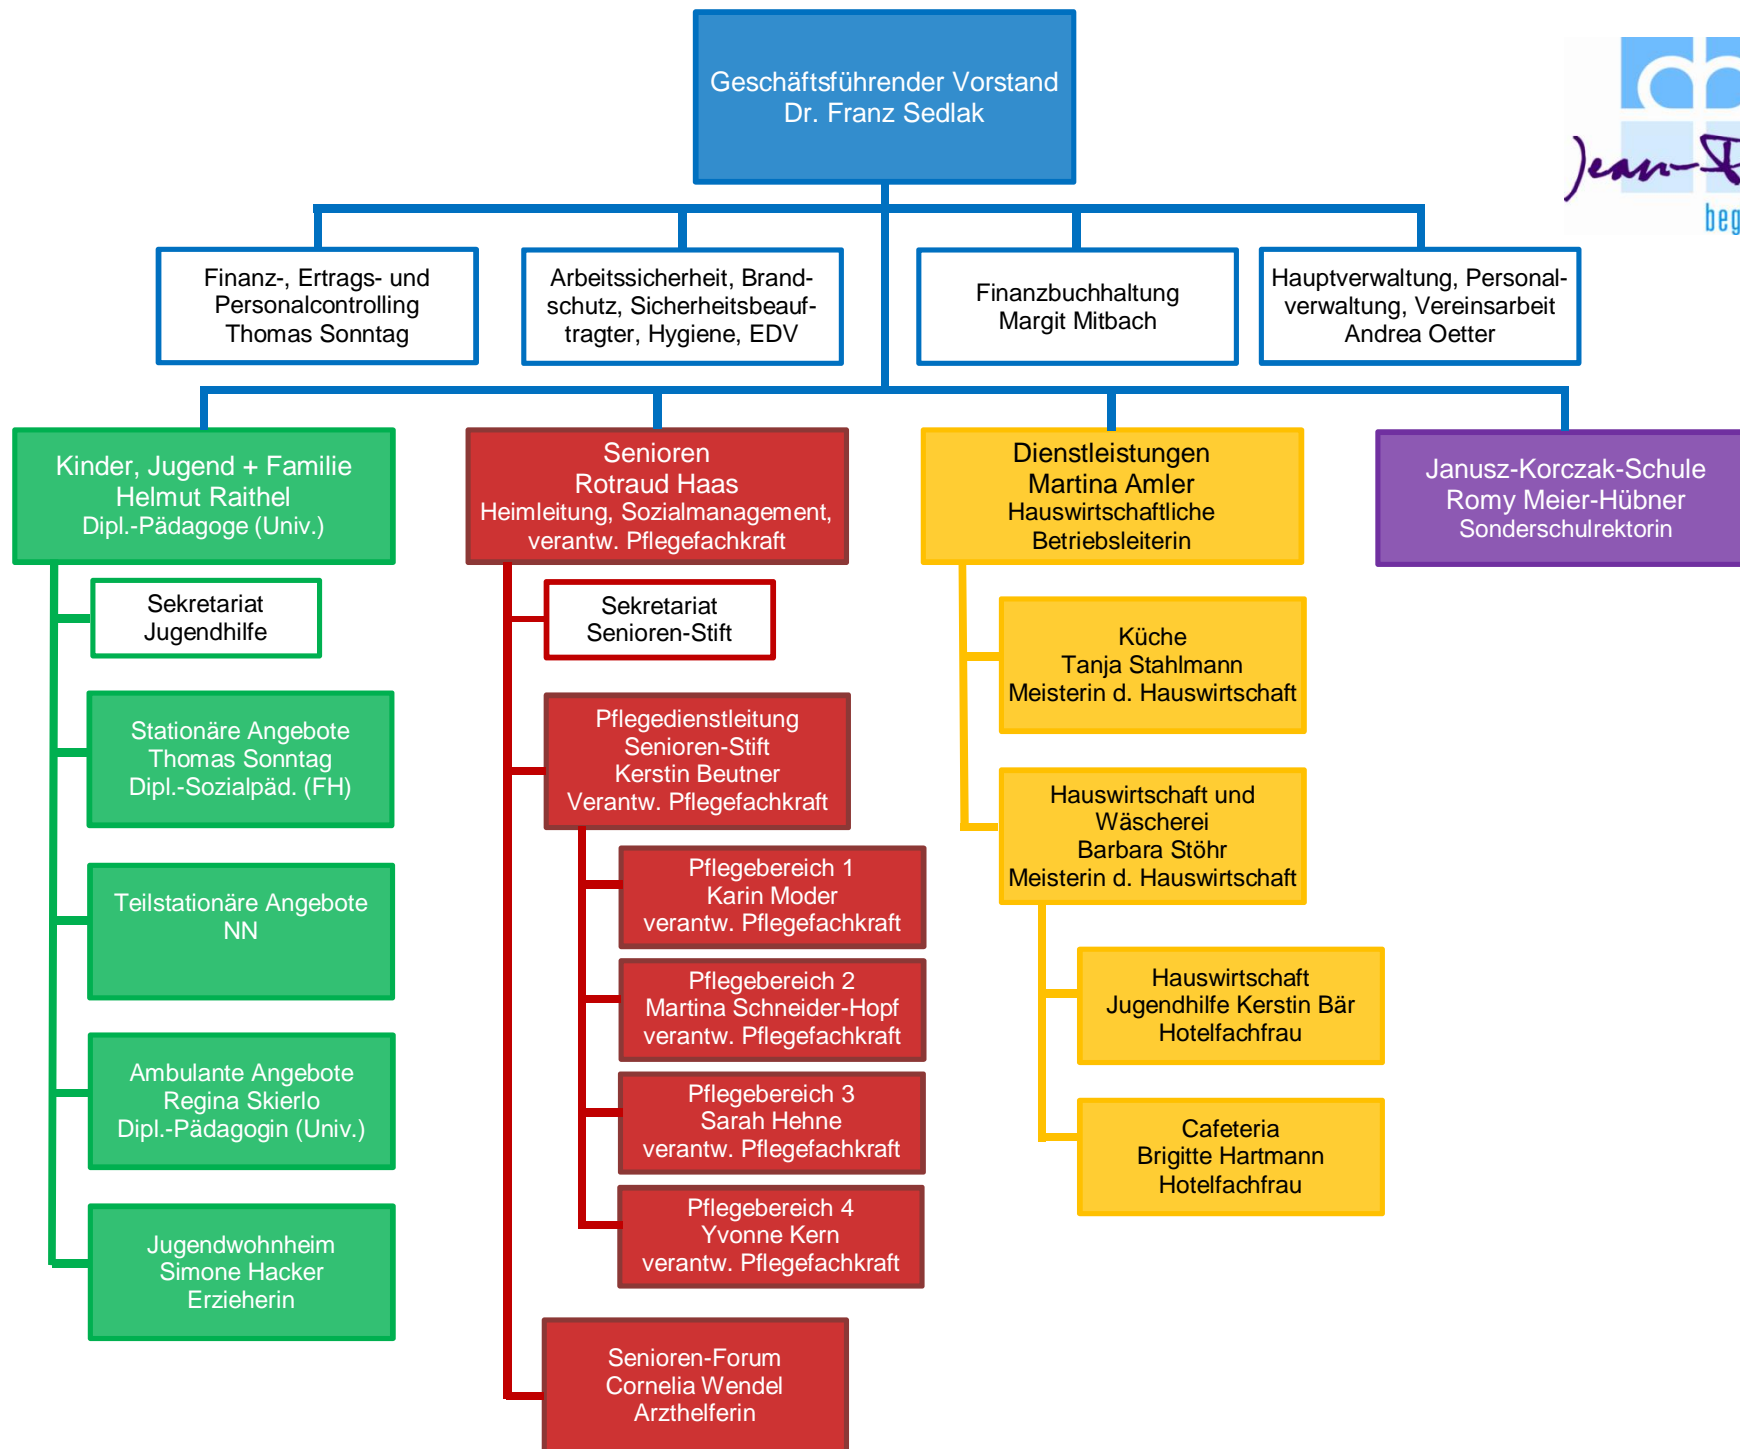 Geschäftsführender Vorstand
Dr. Franz Sedlak
Jean-
beg
Finanz-, Ertrags- und
Personalcontrolling
Thomas Sonntag
Arbeitssicherheit, Brand-
schutz, Sicherheitsbeauf-
tragter, Hygiene, EDV
Finanzbuchhaltung
Margit Mitbach
Hauptverwaltung, Personal-
verwaltung, Vereinsarbeit
Andrea Oetter
Kinder, Jugend + Familie
Helmut Raithel
Dipl.-Pädagoge (Univ.)
Sekretariat
Jugendhilfe
Stationäre Angebote
Thomas Sonntag
Dipl.-Sozialpäd. (FH)
Teilstationäre Angebote
NN
Ambulante Angebote
Regina Skierlo
Dipl.-Pädagogin (Univ.)
Jugendwohnheim
Simone Hacker
Erzieherin
Senioren
Rotraud Haas
Heimleitung, Sozialmanagement,
verantw. Pflegefachkraft
Sekretariat
Senioren-Stift
Pflegedienstleitung
Senioren-Stift
Kerstin Beutner
Verantw. Pflegefachkraft
Pflegebereich 1
Karin Moder
verantw. Pflegefachkraft
Pflegebereich 2
Martina Schneider-Hopf
verantw. Pflegefachkraft
Pflegebereich 3
Sarah Hehne
verantw. Pflegefachkraft
Pflegebereich 4
Yvonne Kern
verantw. Pflegefachkraft
Senioren-Forum
Cornelia Wendel
Arzthelferin
Dienstleistungen
Martina Amler
Hauswirtschaftliche
Betriebsleiterin
Küche
Tanja Stahlmann
Meisterin d. Hauswirtschaft
Hauswirtschaft und
Wäscherei
Barbara Stöhr
Meisterin d. Hauswirtschaft
Hauswirtschaft
Jugendhilfe Kerstin Bär
Hotelfachfrau
Cafeteria
Brigitte Hartmann
Hotelfachfrau
Janusz-Korczak-Schule
Romy Meier-Hübner
Sonderschulrektorin